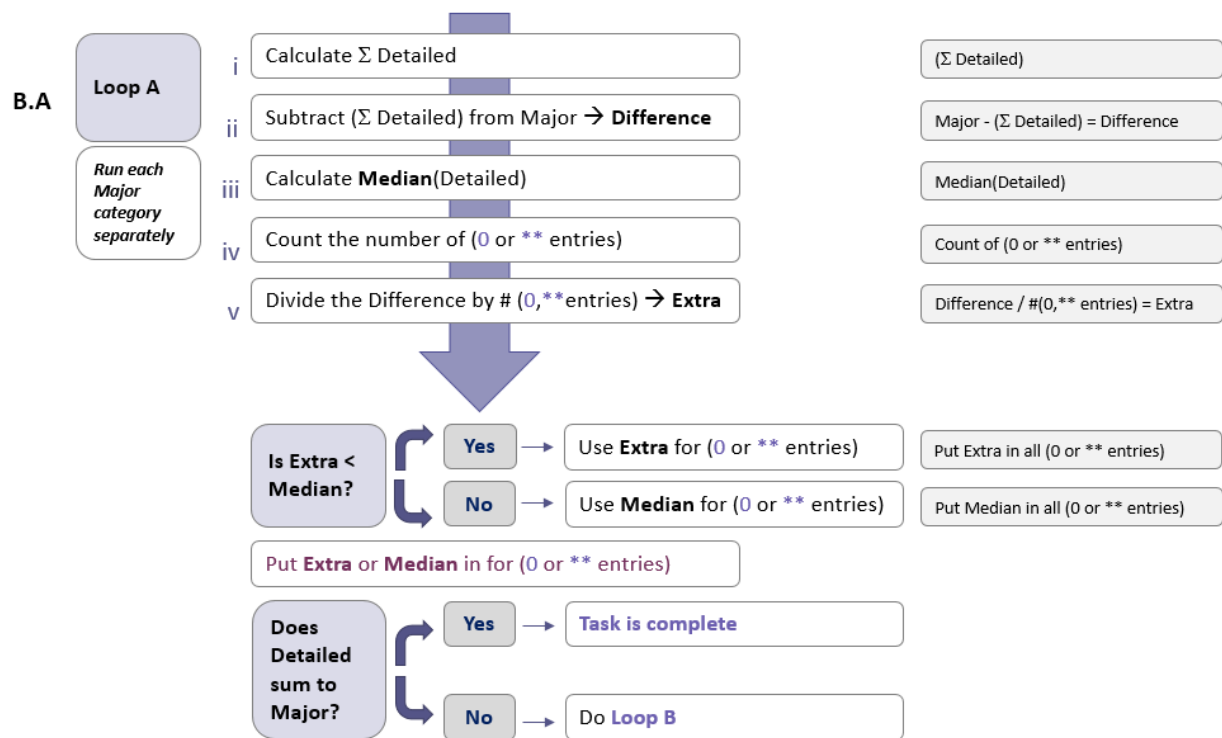 B.A
Loop A
Run each
Major
category
separately
i
Calculate Σ Detailed
(Σ Detailed)
ii
Subtract (Σ Detailed) from Major → Difference
Major - (Σ Detailed) = Difference
iii
Calculate Median(Detailed)
Median(Detailed)
iv
Count the number of (0 or ** entries)
Count of (0 or ** entries)
v
Divide the Difference by # (0,**entries) → Extra
Difference / #(0,** entries) = Extra
Is Extra <
Median?
Yes
Use Extra for (0 or ** entries)
Put Extra in all (0 or ** entries)
No
Use Median for (0 or ** entries)
Put Median in all (0 or ** entries)
Put Extra or Median in for (0 or ** entries)
Does
Detailed
sum to
Major?
Yes
Task is complete
No
Do Loop B